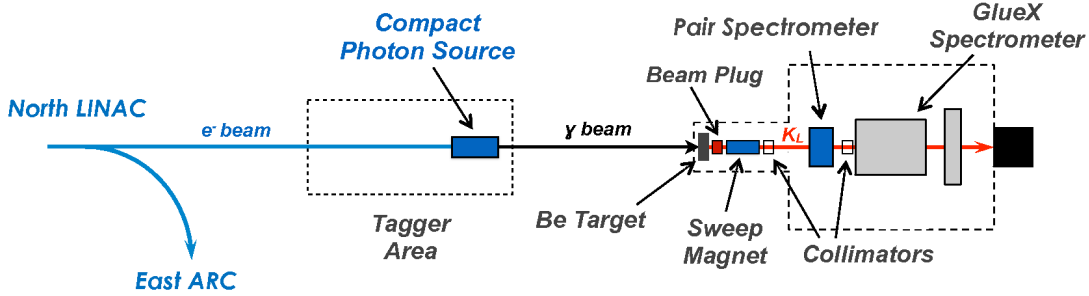 Compact
Photon Source
GlueX
Spectrometer
Pair Spectrometer
Beam Plug
North LiNAC
e- beam
ɣ beam
KL
Tagger
Area
Be Target
Sweep
Magnet
Collimators
East ARC